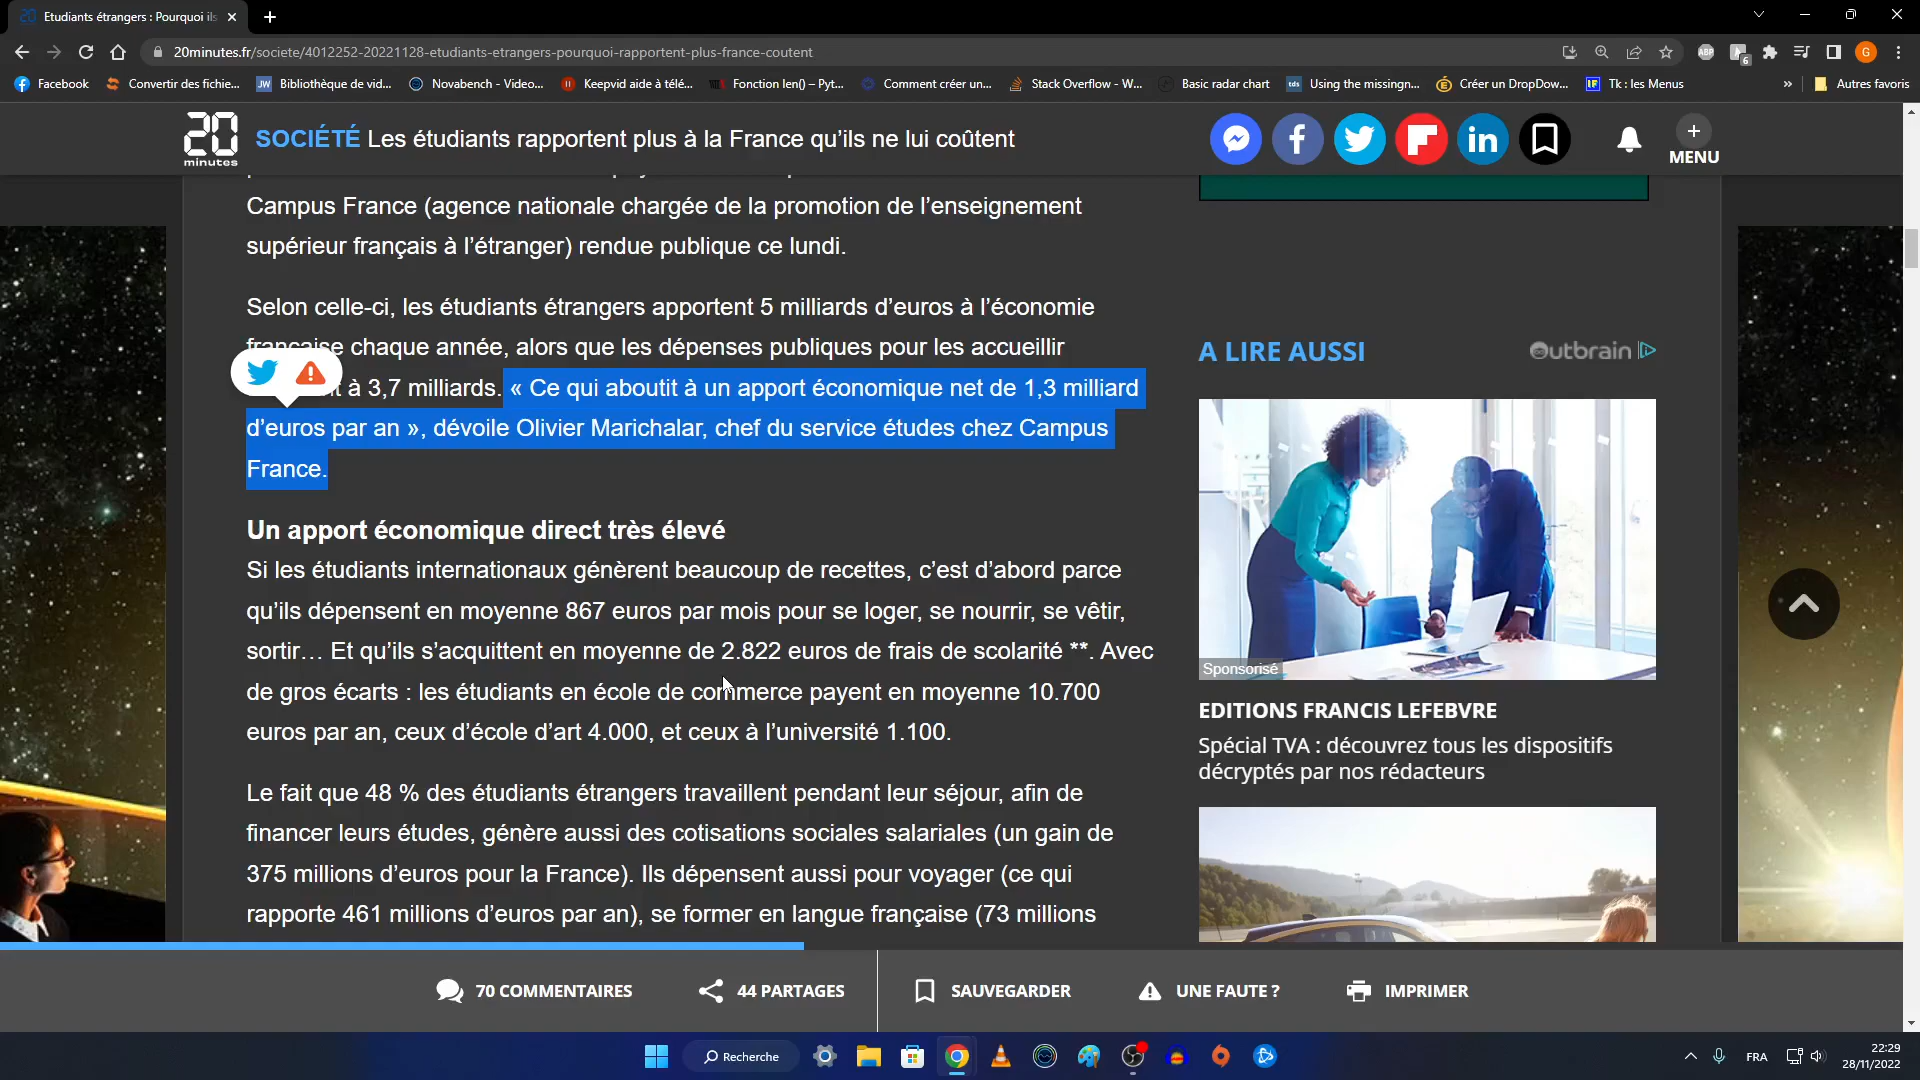 Etudiants étrangers : Pourquoi ils
20minutes.fr/societe/4012252-20221128-etudiants-etrangers-pourquoi-rapportent-plus-france-coutent
ABP
6
G
Facebook
Convertir des fichie...
JW Bibliothèque de vid...
Novabench - Video...
Keepvid aide à télé...
Fonction len() – Pyt...
Comment créer un...
Stack Overflow - W...
Basic radar chart
tds Using the missingn...
Créer un DropDow...
Tk : les Menus
»
Autres favoris
20 minutes
SOCIÉTÉ Les étudiants rapportent plus à la France qu’ils ne lui coûtent
MENU
Campus France (agence nationale chargée de la promotion de l’enseignement
supérieur français à l’étranger) rendue publique ce lundi.
Selon celle-ci, les étudiants étrangers apportent 5 milliards d’euros à l’économie
française chaque année, alors que les dépenses publiques pour les accueillir
t à 3,7 milliards. « Ce qui aboutit à un apport économique net de 1,3 milliard
d’euros par an », dévoile Olivier Marichalar, chef du service études chez Campus
France.
Un apport économique direct très élevé
Si les étudiants internationaux génèrent beaucoup de recettes, c’est d’abord parce
qu’ils dépensent en moyenne 867 euros par mois pour se loger, se nourrir, se vêtir,
sortir… Et qu’ils s’acquittent en moyenne de 2.822 euros de frais de scolarité **. Avec
de gros écarts : les étudiants en école de commerce payent en moyenne 10.700
euros par an, ceux d’école d’art 4.000, et ceux à l’université 1.100.
Le fait que 48 % des étudiants étrangers travaillent pendant leur séjour, afin de
financer leurs études, génère aussi des cotisations sociales salariales (un gain de
375 millions d’euros pour la France). Ils dépensent aussi pour voyager (ce qui
rapporte 461 millions d’euros par an), se former en langue française (73 millions
A LIRE AUSSI
Outbrain
Sponsorisé
EDITIONS FRANCIS LEFEBVRE
Spécial TVA : découvrez tous les dispositifs
décryptés par nos rédacteurs
70 COMMENTAIRES
44 PARTAGES
SAUVEGARDER
UNE FAUTE ?
IMPRIMER
Recherche
FRA
22:29
28/11/2022